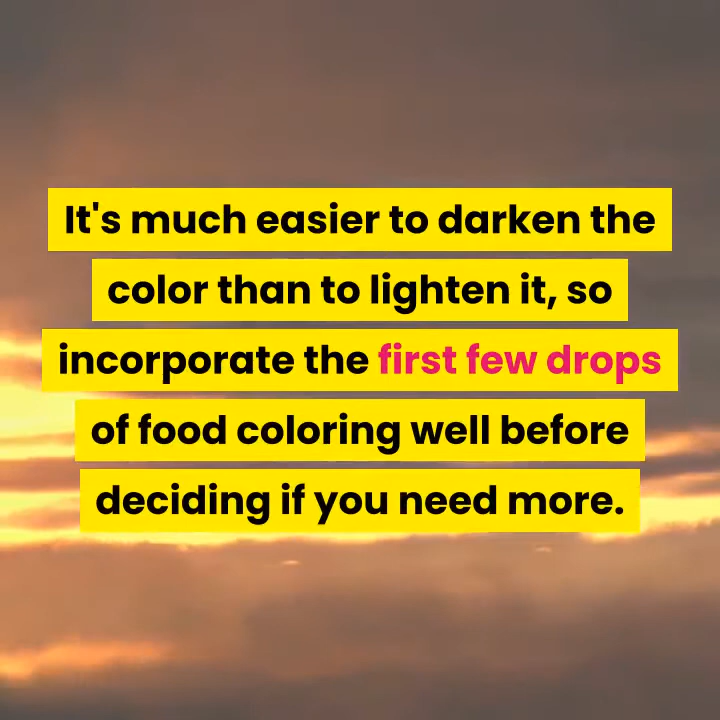 It's much easier to darken the
color than to lighten it, so
incorporate the first few drops
of food coloring well before
deciding if you need more.